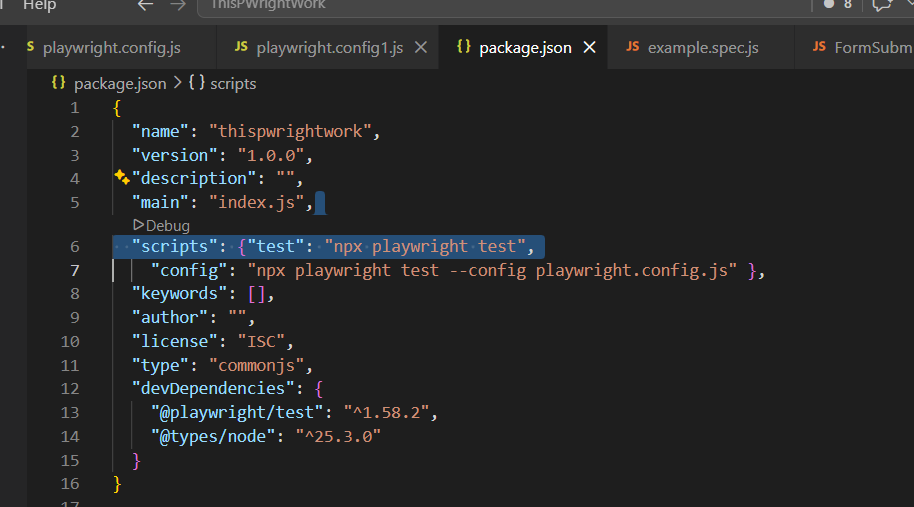 Help
ThisPWrightWork
8
JS playwright.config.js
JS playwright.config1.js
{} package.json
JS example.spec.js
JS FormSubm
{} package.json > {} scripts
1 {
2 "name": "thispwrightwork",
3 "version": "1.0.0",
4 "description": "",
5 "main": "index.js",
Debug
6 "scripts": {"test": "npx playwright test",
7 "config": "npx playwright test --config playwright.config.js" },
8 "keywords": [],
9 "author": "",
10 "license": "ISC",
11 "type": "commonjs",
12 "devDependencies": {
13 "@playwright/test": "^1.58.2",
14 "@types/node": "^25.3.0"
15 }
16 }
17